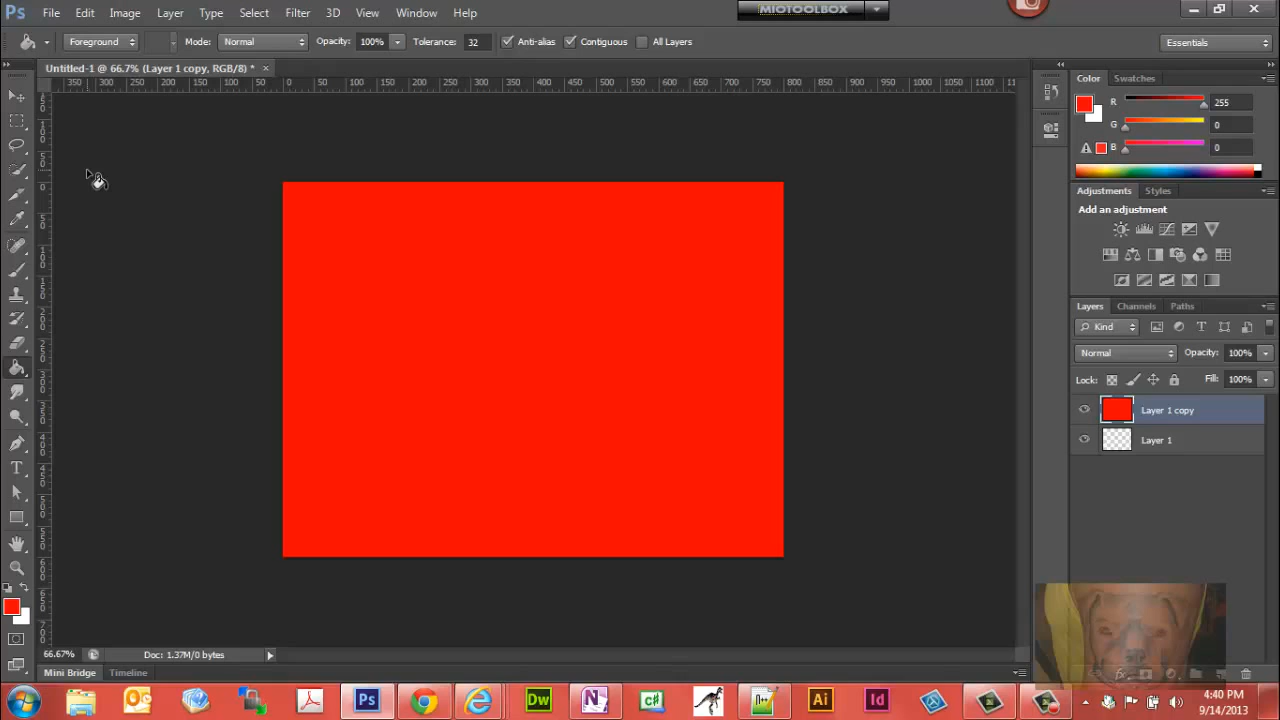 Ps File Edit Image Layer Type Select Filter 3D View Window Help
MIOTOOLBOX
Foreground Mode: Normal Opacity: 100% Tolerance: 32 Anti-alias Contiguous All Layers Essentials
Untitled-1 @ 66.7% (Layer 1 copy, RGB/8) * ×
350 300 250 200 150 100 50 0 50 100 150 200 250 300 350 400 450 500 550 600 650 700 750 800 850 900 950 1000 1050 1100
Color Swatches
R 255
G 0
B 0
Adjustments Styles
Add an adjustment
Layers Channels Paths
Kind
Normal Opacity: 100%
Lock: Fill: 100%
Layer 1 copy
Layer 1
66.67% Doc: 1.37M/0 bytes
Mini Bridge Timeline
Ps Dw N c# n++ Ai Id
4:40 PM
9/14/2013